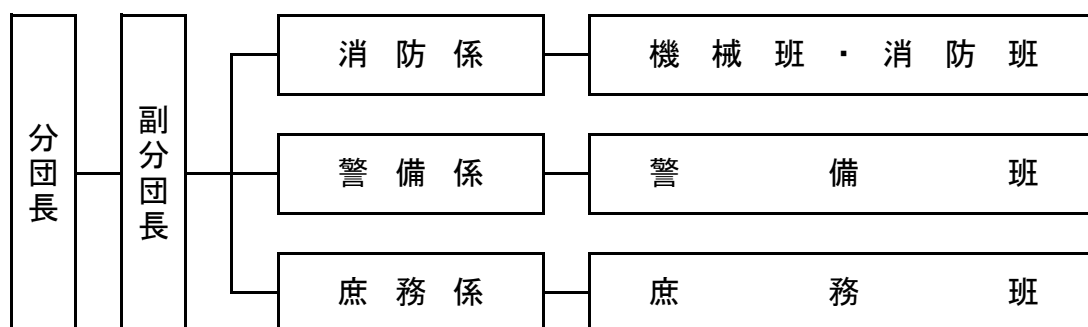 分団長
副分団長
消防係
機械班・消防班
警備係
警備班
庶務係
庶務班